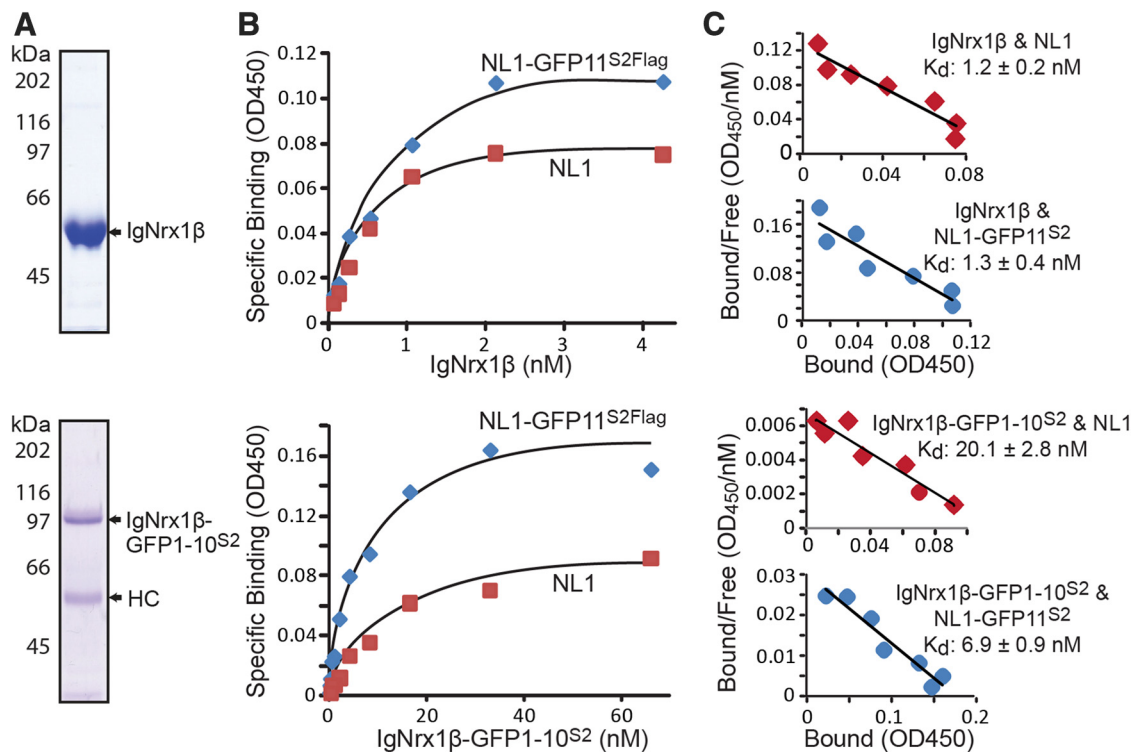 A
kDa
202
116
97
66
45
IgNrx1β
B
0.12
0.10
0.08
0.06
0.04
0.02
0
Specific Binding (OD450)
NL1-GFP11S2Flag
NL1
0 1 2 3 4
IgNrx1β (nM)
C
0.12
0.08
0.04
0
IgNrx1β & NL1
Kd: 1.2 ± 0.2 nM
0 0.04 0.08
0.16
0.08
0
IgNrx1β &
NL1-GFP11S2
Kd: 1.3 ± 0.4 nM
0 0.04 0.08 0.12
Bound/Free (OD450/nM)
Bound (OD450)
kDa
202
116
97
66
45
IgNrx1β-
GFP1-10S2
HC
0.16
0.12
0.08
0.04
0
Specific Binding (OD450)
NL1-GFP11S2Flag
NL1
0 20 40 60
IgNrx1β-GFP1-10S2 (nM)
0.006
0.004
0.002
0
IgNrx1β-GFP1-10S2 & NL1
Kd: 20.1 ± 2.8 nM
0 0.04 0.08
0.03
0.02
0.01
0
IgNrx1β-GFP1-10S2 &
NL1-GFP11S2
Kd: 6.9 ± 0.9 nM
0 0.1 0.2
Bound/Free (OD450/nM)
Bound (OD450)